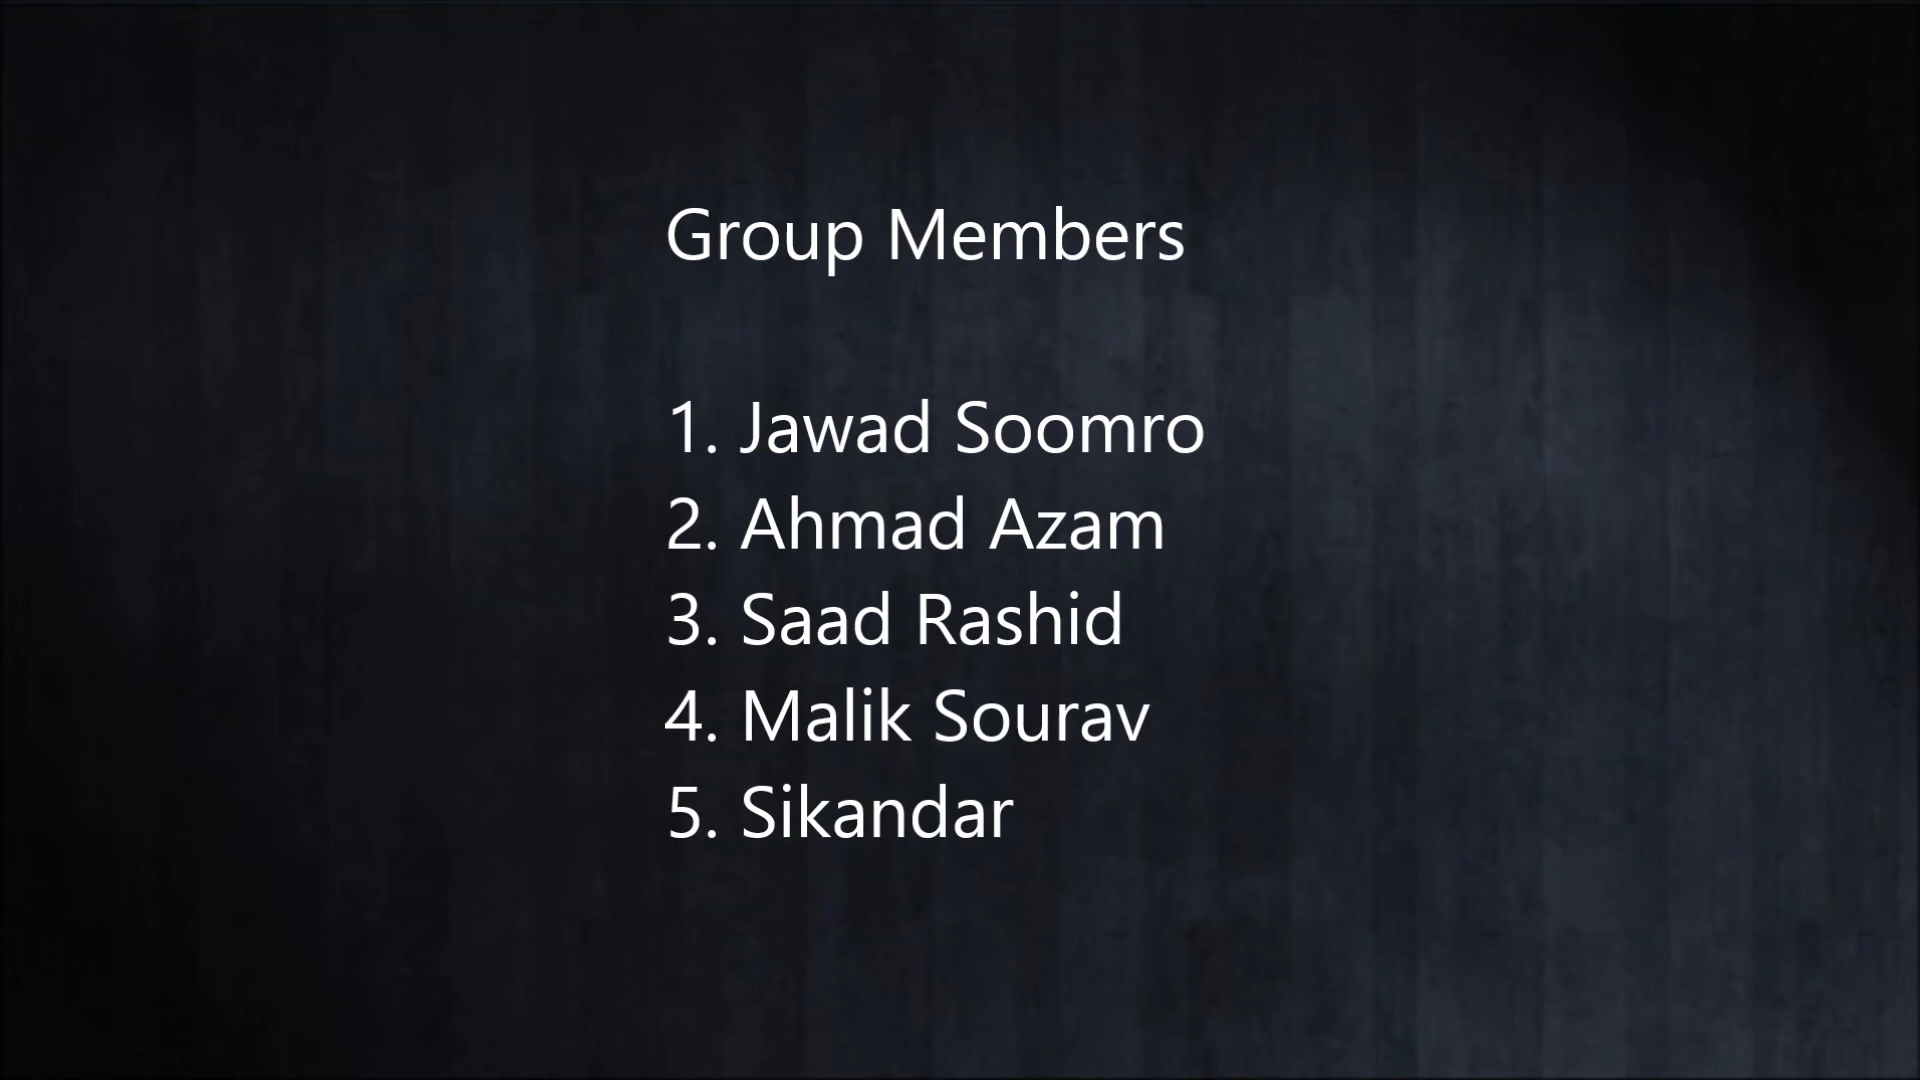 Group Members
1. Jawad Soomro
2. Ahmad Azam
3. Saad Rashid
4. Malik Sourav
5. Sikandar